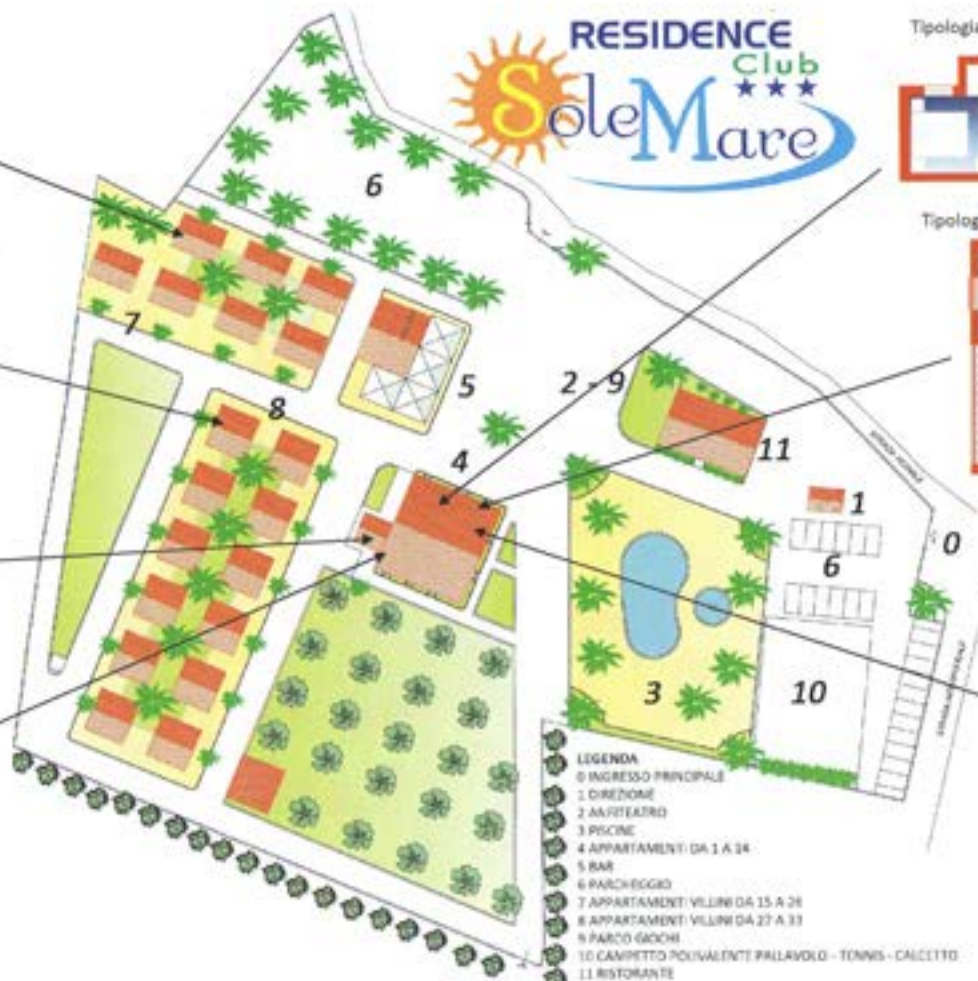 RESIDENCE
Club
SoleMare
Tipologia
Tipolog
6
7
8
5
2 - 9
4
11
1
0
6
3
10
LEGENDA
0 INGRESSO PRINCIPALE
1 DIREZIONE
2 ANFITEATRO
3 PISCINE
4 APPARTAMENTI DA 1 A 14
5 BAR
6 PARCHEGGIO
7 APPARTAMENTI VILLINI DA 15 A 26
8 APPARTAMENTI VILLINI DA 27 A 33
9 PARCO GIOCHI
10 CAMPETTO POLIVALENTE PALLAVOLO - TENNIS - CALCETTO
11 RISTORANTE